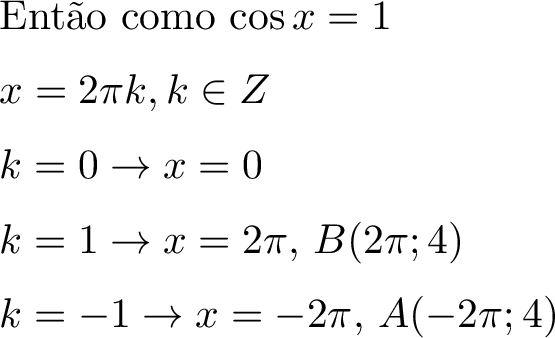 Então como cos x = 1
x = 2πk, k ∈ Z
k = 0 → x = 0
k = 1 → x = 2π, B(2π; 4)
k = −1 → x = −2π, A(−2π; 4)